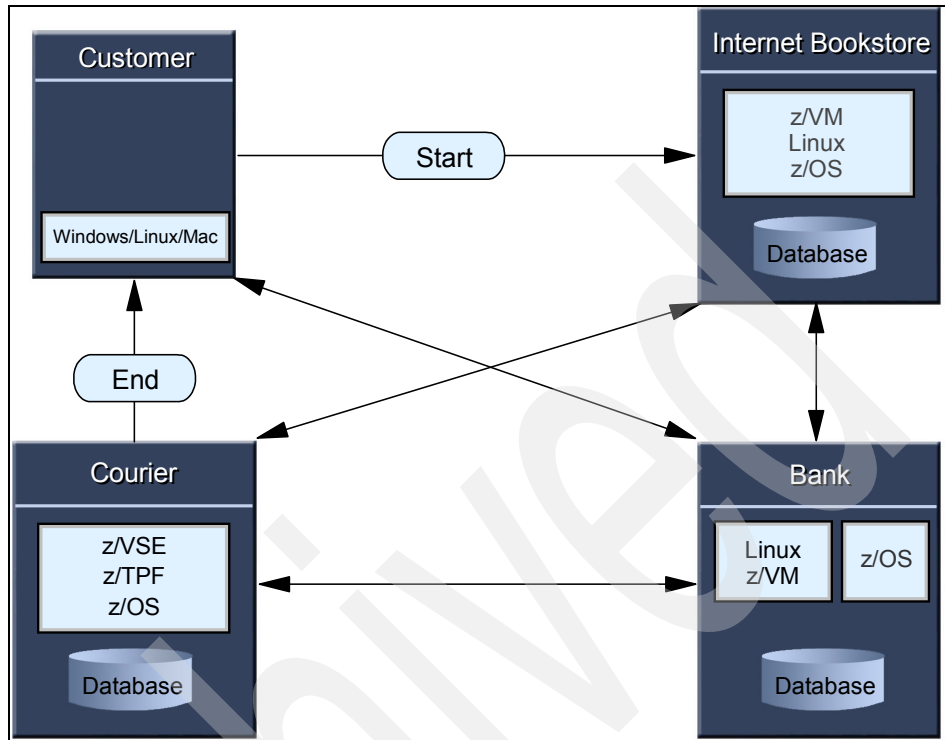 Customer
Windows/Linux/Mac
Start
Internet Bookstore
z/VM
Linux
z/OS
Database
End
Courier
z/VSE
z/TPF
z/OS
Database
Bank
Linux
z/VM
z/OS
Database
hived